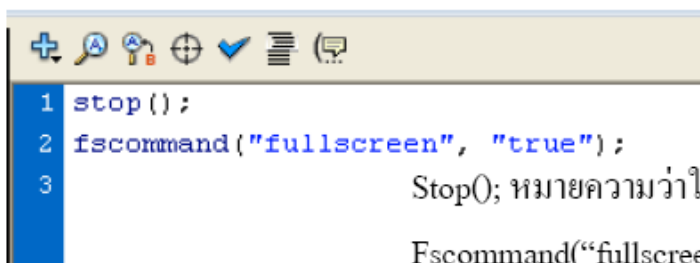 1 stop();
2 fscommand("fullscreen", "true");
3
Stop(); หมายความว่า
Fscommand(“fullscree